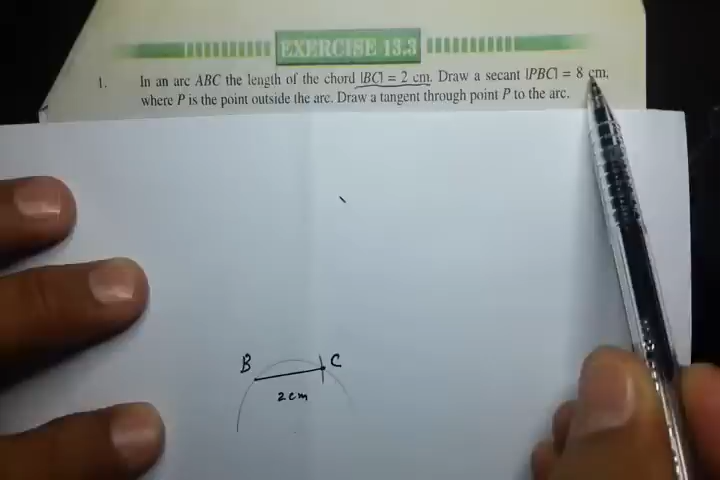 EXERCISE 13.3
1. In an arc ABC the length of the chord |BC| = 2 cm. Draw a secant |PBC| = 8 cm,
where P is the point outside the arc. Draw a tangent through point P to the arc.
B C
2cm